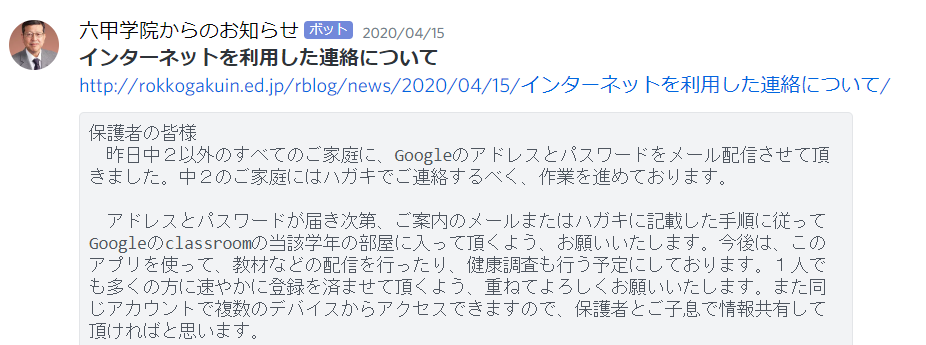 六甲学院からのお知らせ ボット 2020/04/15
インターネットを利用した連絡について
http://rokkogakuin.ed.jp/rblog/news/2020/04/15/インターネットを利用した連絡について/
保護者の皆様
　昨日中２以外のすべてのご家庭に、Googleのアドレスとパスワードをメール配信させて頂
きました。中２のご家庭にはハガキでご連絡するべく、作業を進めております。
　アドレスとパスワードが届き次第、ご案内のメールまたはハガキに記載した手順に従って
Googleのclassroomの当該学年の部屋に入って頂くよう、お願いいたします。今後は、この
アプリを使って、教材などの配信を行ったり、健康調査も行う予定にしております。１人で
も多くの方に速やかに登録を済ませて頂くよう、重ねてよろしくお願いいたします。また同
じアカウントで複数のデバイスからアクセスできますので、保護者とご子息で情報共有して
頂ければと思います。